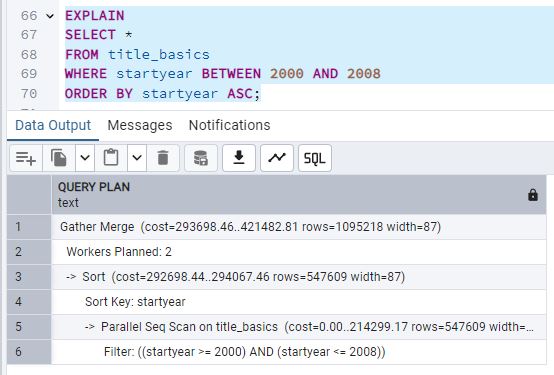 66 EXPLAIN
67 SELECT *
68 FROM title_basics
69 WHERE startyear BETWEEN 2000 AND 2008
70 ORDER BY startyear ASC;
Data Output Messages Notifications
SQL
QUERY PLAN
text
1 Gather Merge (cost=293698.46..421482.81 rows=1095218 width=87)
2 Workers Planned: 2
3 -> Sort (cost=292698.44..294067.46 rows=547609 width=87)
4 Sort Key: startyear
5 -> Parallel Seq Scan on title_basics (cost=0.00..214299.17 rows=547609 width=...
6 Filter: ((startyear >= 2000) AND (startyear <= 2008))